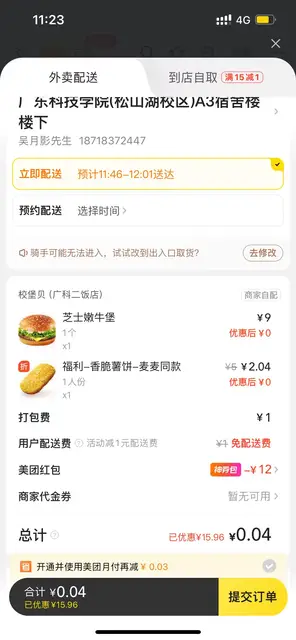 11:23
4G
外卖配送
到店自取
满15减1
广东科技学院(松山湖校区)A3宿舍楼
楼下
吴月影先生 18718372447
立即配送 预计11:46-12:01送达
预约配送 选择时间
骑手可能无法进入，试试改到出入口取货?
去修改
校堡贝 (广科二饭店)
商家自配
芝士嫩牛堡
¥9
1个
优惠后 ¥0
x1
折
福利-香脆薯饼-麦麦同款
¥5 ¥2.04
1人份
优惠后 ¥0
x1
打包费
¥1
用户配送费 活动减1元配送费
¥1 免配送费
美团红包
神券包 -¥12
商家代金券
暂无可用
总计
已优惠¥15.96 ¥0.04
开通并使用美团月付再减 ¥ 0.03
合计 ¥0.04
已优惠 ¥15.96
提交订单